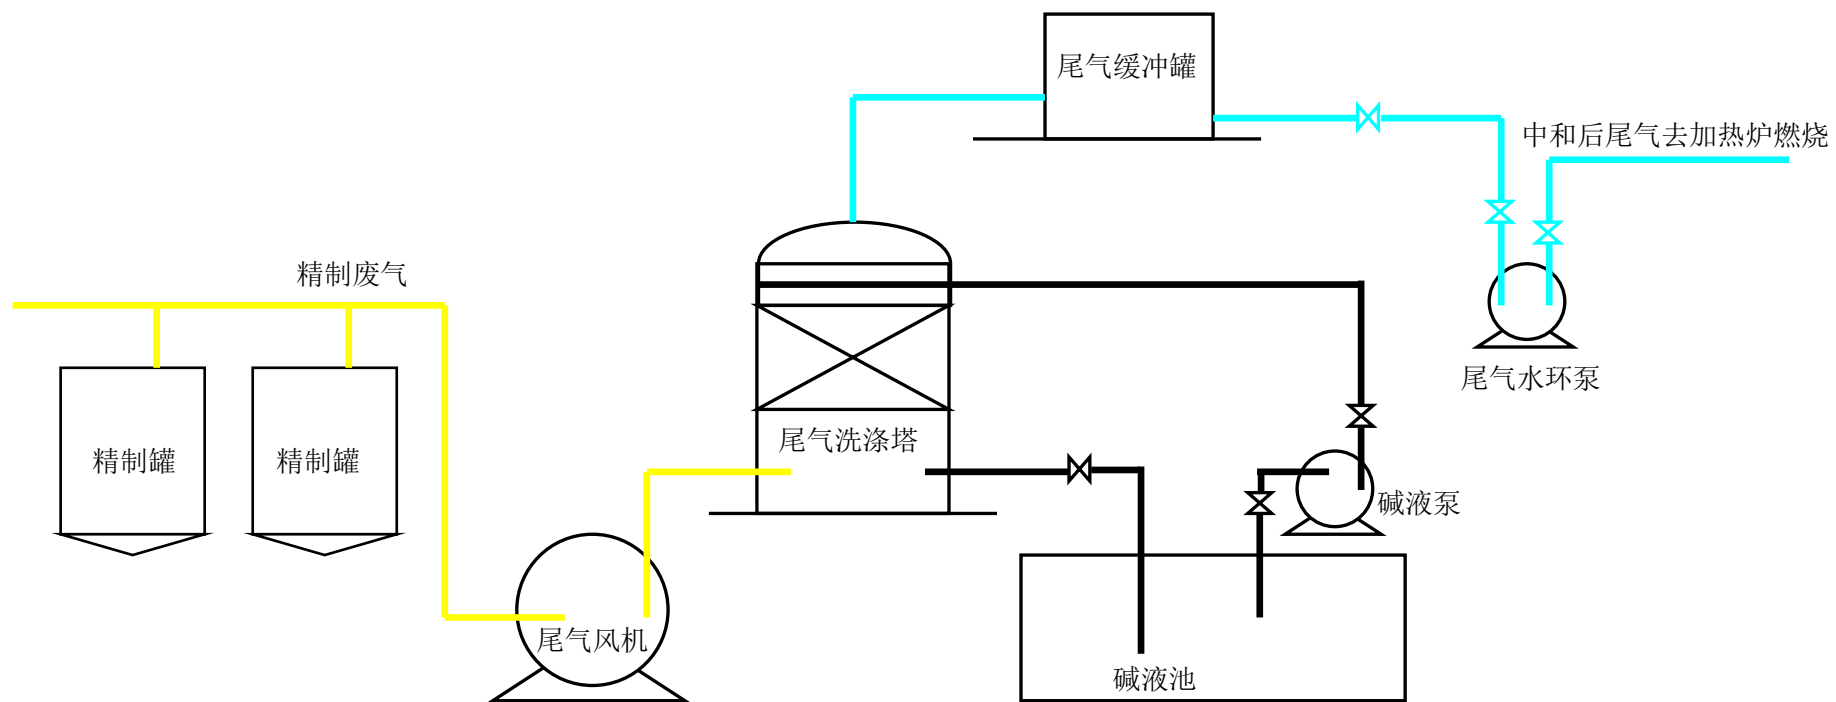 尾气缓冲罐
中和后尾气去加热炉燃烧
精制废气
尾气水环泵
尾气洗涤塔
精制罐
精制罐
碱液泵
尾气风机
碱液池